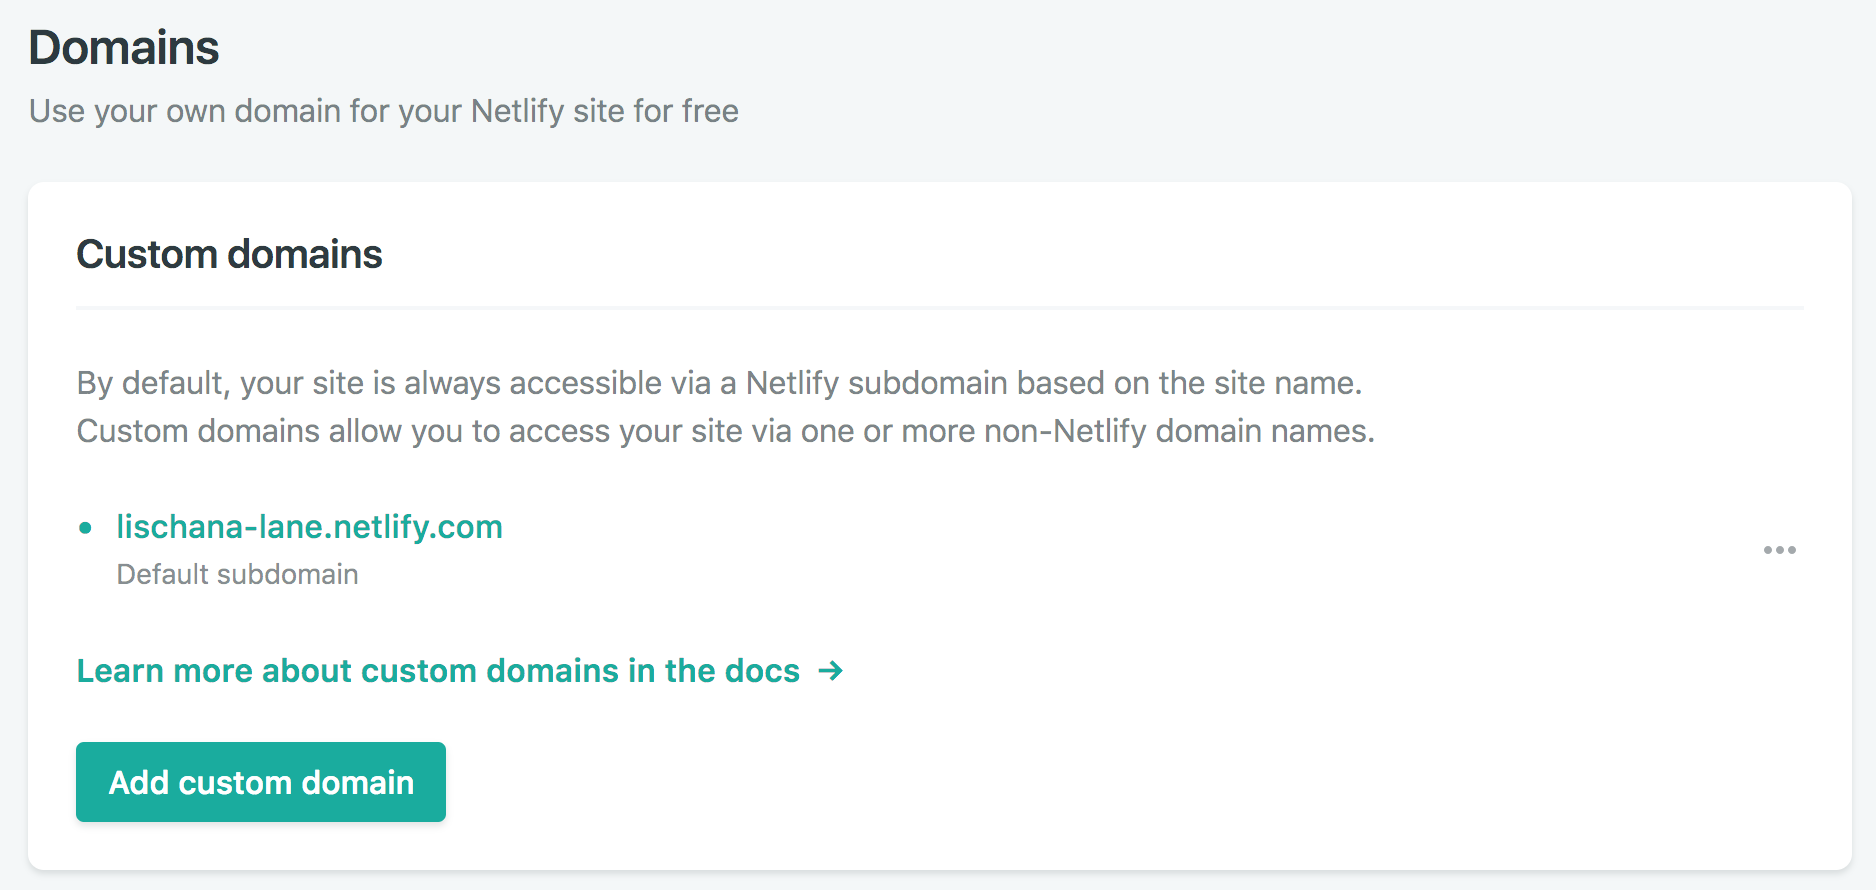 Domains
Use your own domain for your Netlify site for free
Custom domains
By default, your site is always accessible via a Netlify subdomain based on the site name.
Custom domains allow you to access your site via one or more non-Netlify domain names.
lischana-lane.netlify.com
Default subdomain
Learn more about custom domains in the docs →
Add custom domain